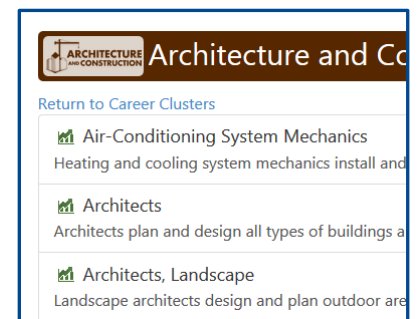 ARCHITECTURE
AND CONSTRUCTION
Architecture and Co
Return to Career Clusters
Air-Conditioning System Mechanics
Heating and cooling system mechanics install and
Architects
Architects plan and design all types of buildings a
Architects, Landscape
Landscape architects design and plan outdoor are